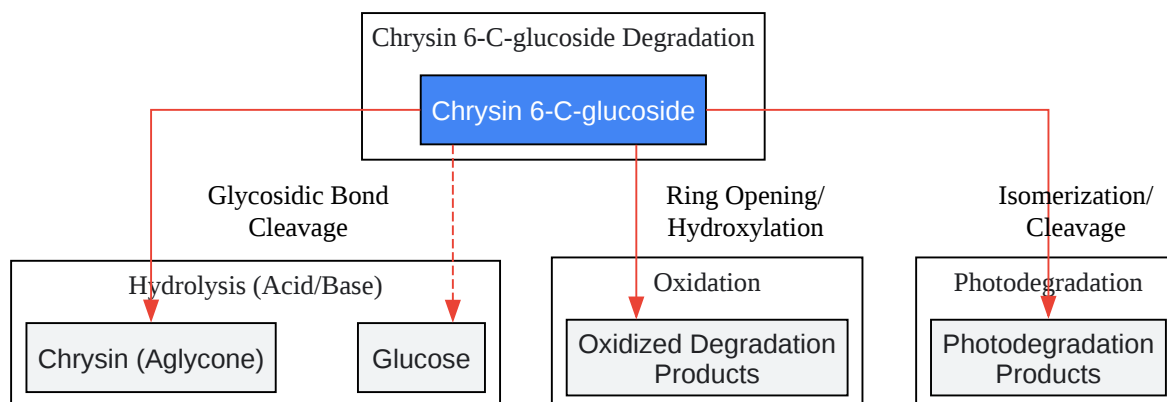 Chrysin 6-C-glucoside Degradation
Chrysin 6-C-glucoside
Glycosidic Bond
Cleavage
Ring Opening/
Hydroxylation
Isomerization/
Cleavage
Hydrolysis (Acid/Base)
Oxidation
Photodegradation
Chrysin (Aglycone)
Glucose
Oxidized Degradation
Products
Photodegradation
Products